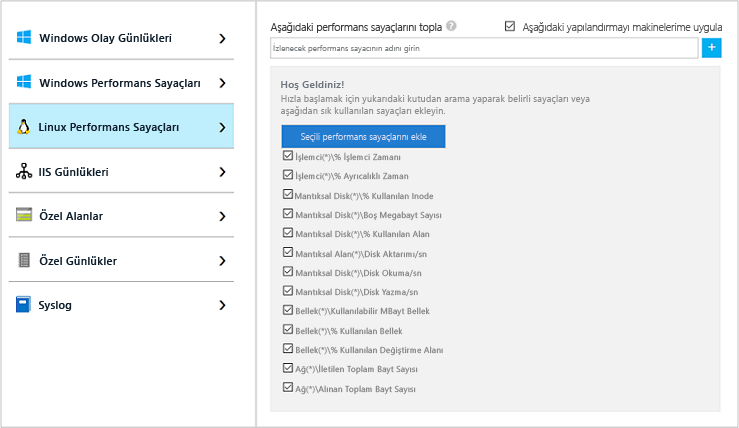 Windows Olay Günlükleri
Windows Performans Sayaçları
Linux Performans Sayaçları
IIS Günlükleri
Özel Alanlar
Özel Günlükler
Syslog
Aşağıdaki performans sayaçlarını topla
Aşağıdaki yapılandırmayı makinelerime uygula
İzlenecek performans sayacının adını girin
Hoş Geldiniz!
Hızla başlamak için yukarıdaki kutudan arama yaparak belirli sayaçları veya
aşağıdan sık kullanılan sayaçları ekleyin.
Seçili performans sayaçlarını ekle
İşlemci(*)\% İşlemci Zamanı
İşlemci(*)\% Ayrıcalıklı Zaman
Mantıksal Disk(*)\% Kullanılan Inode
Mantıksal Disk(*)\Boş Megabayt Sayısı
Mantıksal Disk(*)\% Kullanılan Alan
Mantıksal Alan(*)\Disk Aktarımı/sn
Mantıksal Disk(*)\Disk Okuma/sn
Mantıksal Disk(*)\Disk Yazma/sn
Bellek(*)\Kullanılabilir MBayt Bellek
Bellek(*)\% Kullanılan Bellek
Bellek(*)\% Kullanılan Değiştirme Alanı
Ağ(*)\İletilen Toplam Bayt Sayısı
Ağ(*)\Alınan Toplam Bayt Sayısı